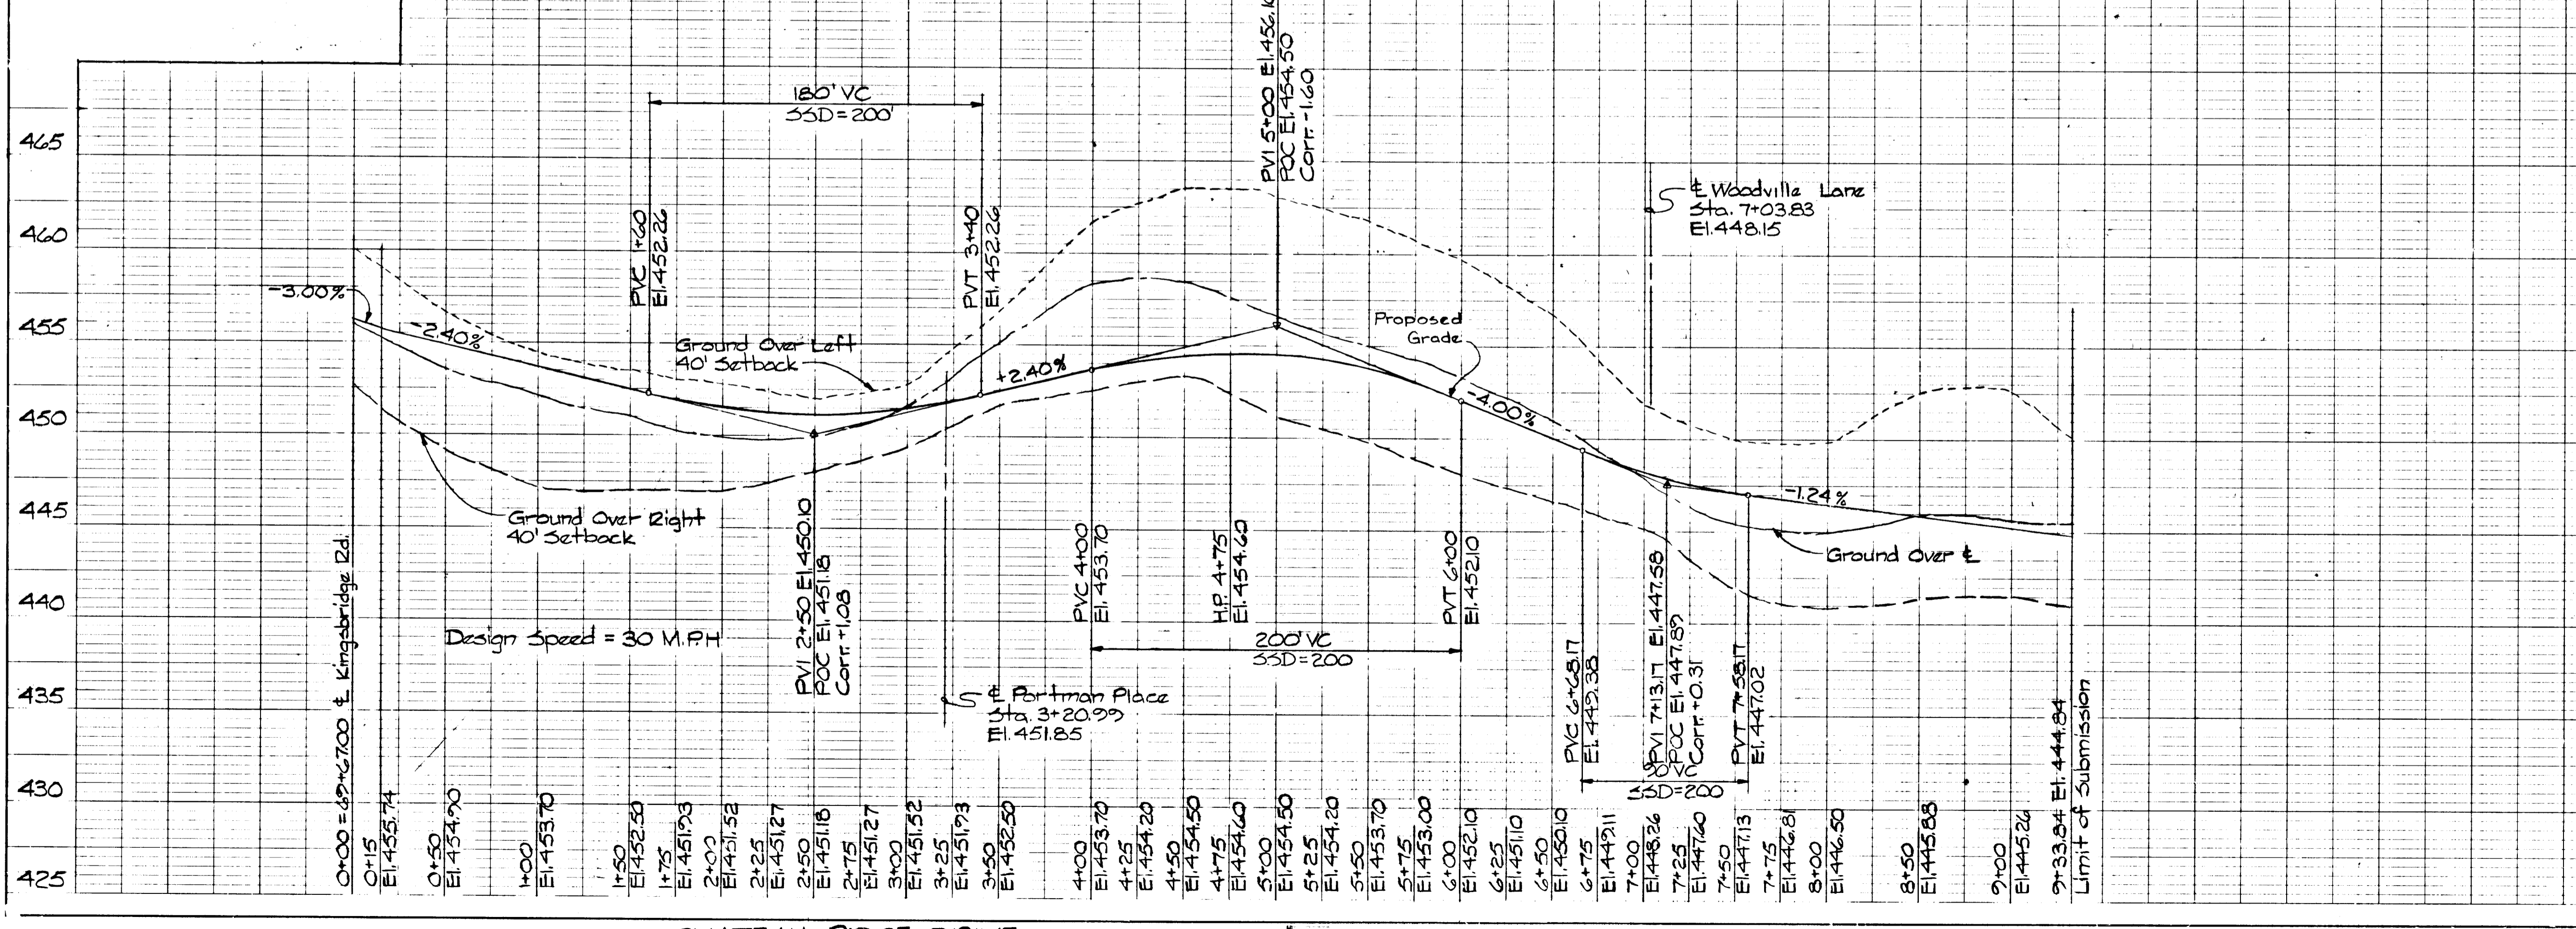 180' VC
SSD=200'
PVI 5+00 El.456.10
POC El.454.50
Corr.-1.60
465
460
455
450
445
440
435
430
425
PVC 1+60
El.452.26
PVT 3+40
El.452.26
℄ Woodville Lane
Sta. 7+03.83
El.448.15
-3.00%
-2.40%
Ground Over Left
40' Setback
+2.40%
Proposed
Grade
-4.00%
-1.24%
Ground Over Right
40' Setback
Ground Over ℄
Design Speed = 30 M.P.H
PVI 2+50 El.450.10
POC El.451.18
Corr.+1.08
PVC 4+00
El.453.70
H.P. 4+75
El.454.60
PVT 6+00
El.452.10
200' VC
SSD=200
℄ Portman Place
Sta. 3+20.99
El.451.85
PVC 6+68.17
El.449.38
PVI 7+13.17 El.447.58
POC El.447.89
Corr.+0.31
PVT 7+58.17
El.447.02
90' VC
SSD=200
0+00=69+67.00 ℄ Kingsbridge Rd.
0+15
El.455.74
0+50
El.454.90
1+00
El.453.70
1+50
El.452.50
1+75
El.451.93
2+00
El.451.52
2+25
El.451.27
2+50
El.451.18
2+75
El.451.27
3+00
El.451.52
3+25
El.451.93
3+50
El.452.50
4+00
El.453.70
4+25
El.454.20
4+50
El.454.50
4+75
El.454.60
5+00
El.454.50
5+25
El.454.20
5+50
El.453.70
5+75
El.453.00
6+00
El.452.10
6+25
El.451.10
6+50
El.450.10
6+75
El.449.11
7+00
El.448.26
7+25
El.447.60
7+50
El.447.13
7+75
El.446.81
8+00
El.446.50
8+50
El.445.88
9+00
El.445.26
9+33.84 El.444.84
Limit of Submission
RIDGE DRIVE